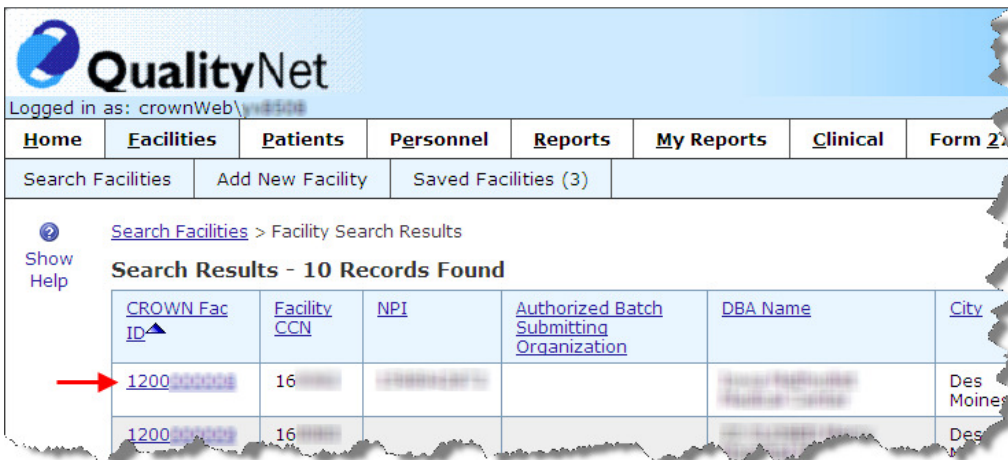 QualityNet
Logged in as: crownWeb\
Home Facilities Patients Personnel Reports My Reports Clinical Form
Search Facilities Add New Facility Saved Facilities (3)
Search Facilities > Facility Search Results
Show
Help
Search Results - 10 Records Found
CROWN Fac
ID
Facility
CCN
NPI
Authorized Batch
Submitting
Organization
DBA Name
City
1200
16
Des
Moines
1200
16
Des